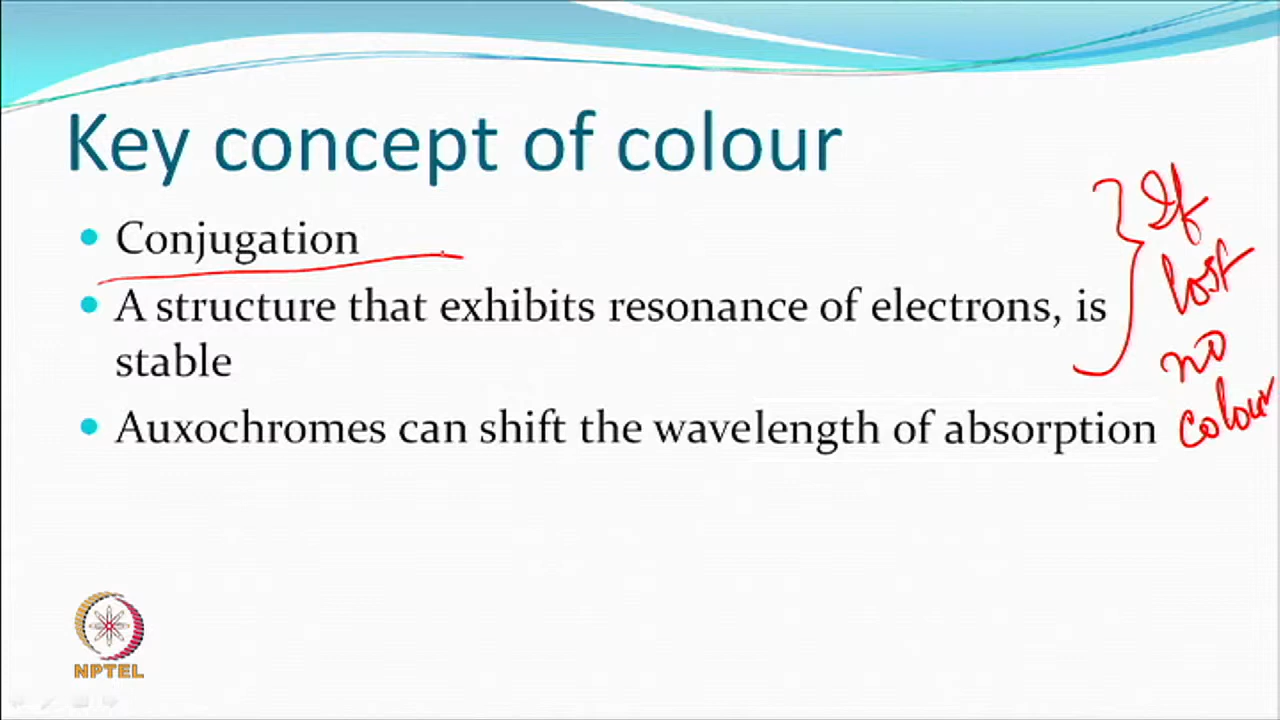 Key concept of colour
Conjugation
A structure that exhibits resonance of electrons, is
stable
Auxochromes can shift the wavelength of absorption
If
lost
no
colour
NPTEL